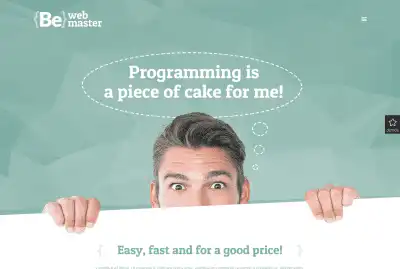 {Be} web
master
Programming is
a piece of cake for me!
{ Easy, fast and for a good price! }